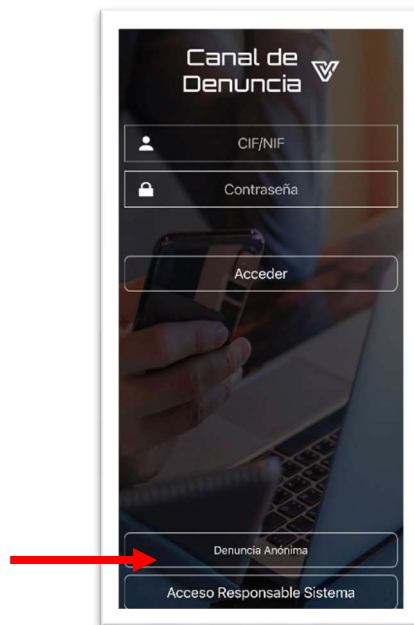 Canal de
Denuncia
CIF/NIF
Contraseña
Acceder
Denuncia Anónima
Acceso Responsable Sistema